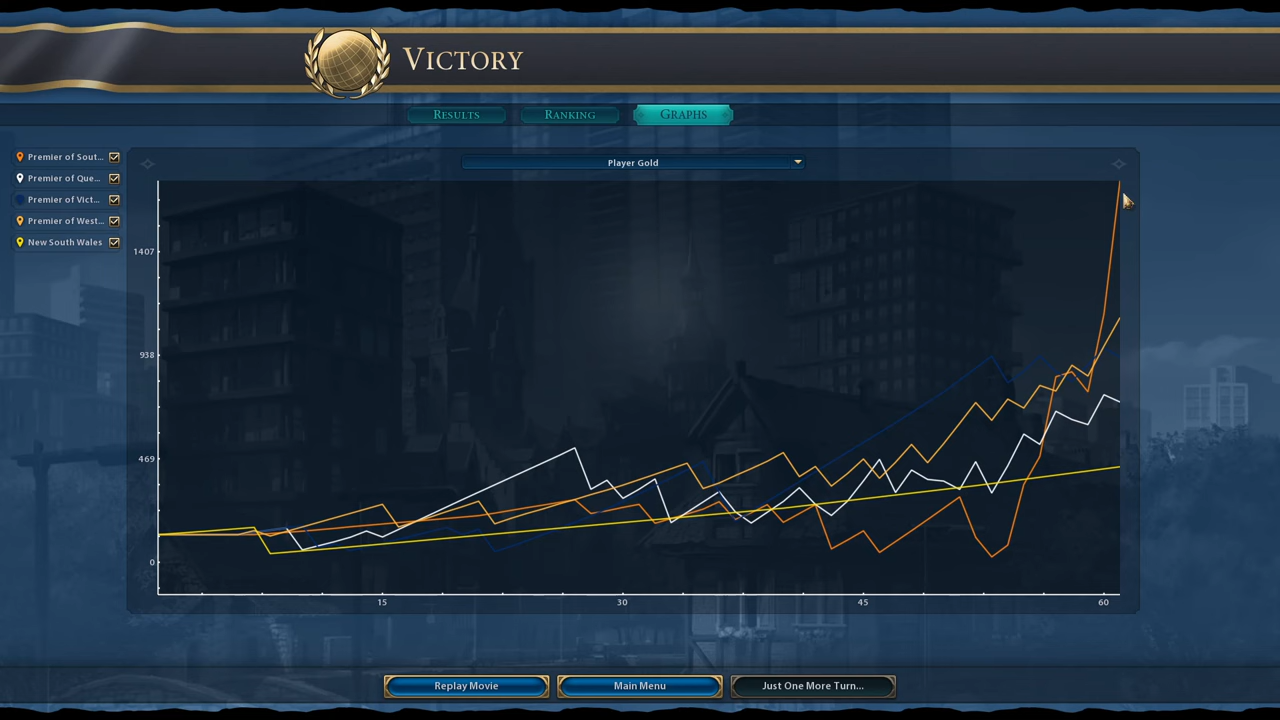 VICTORY
RESULTS
RANKING
GRAPHS
Premier of Sout...
Premier of Que...
Premier of Vict...
Premier of West...
New South Wales
Player Gold
1407
938
469
0
15
30
45
60
Replay Movie
Main Menu
Just One More Turn...